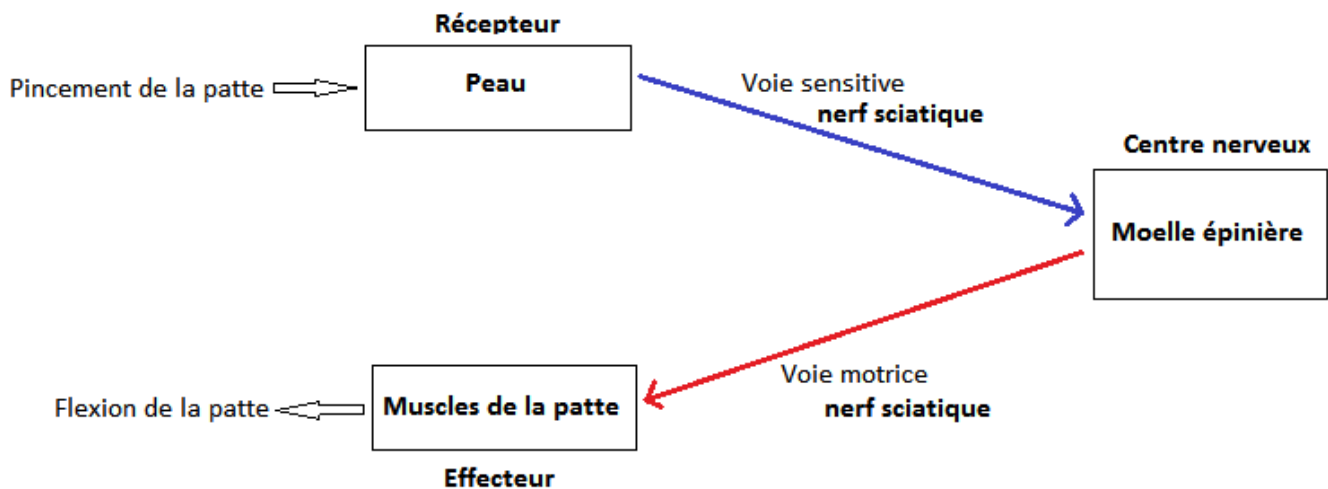 Récepteur
Pincement de la patte
Peau
Voie sensitive
nerf sciatique
Centre nerveux
Moelle épinière
Voie motrice
nerf sciatique
Flexion de la patte
Muscles de la patte
Effecteur